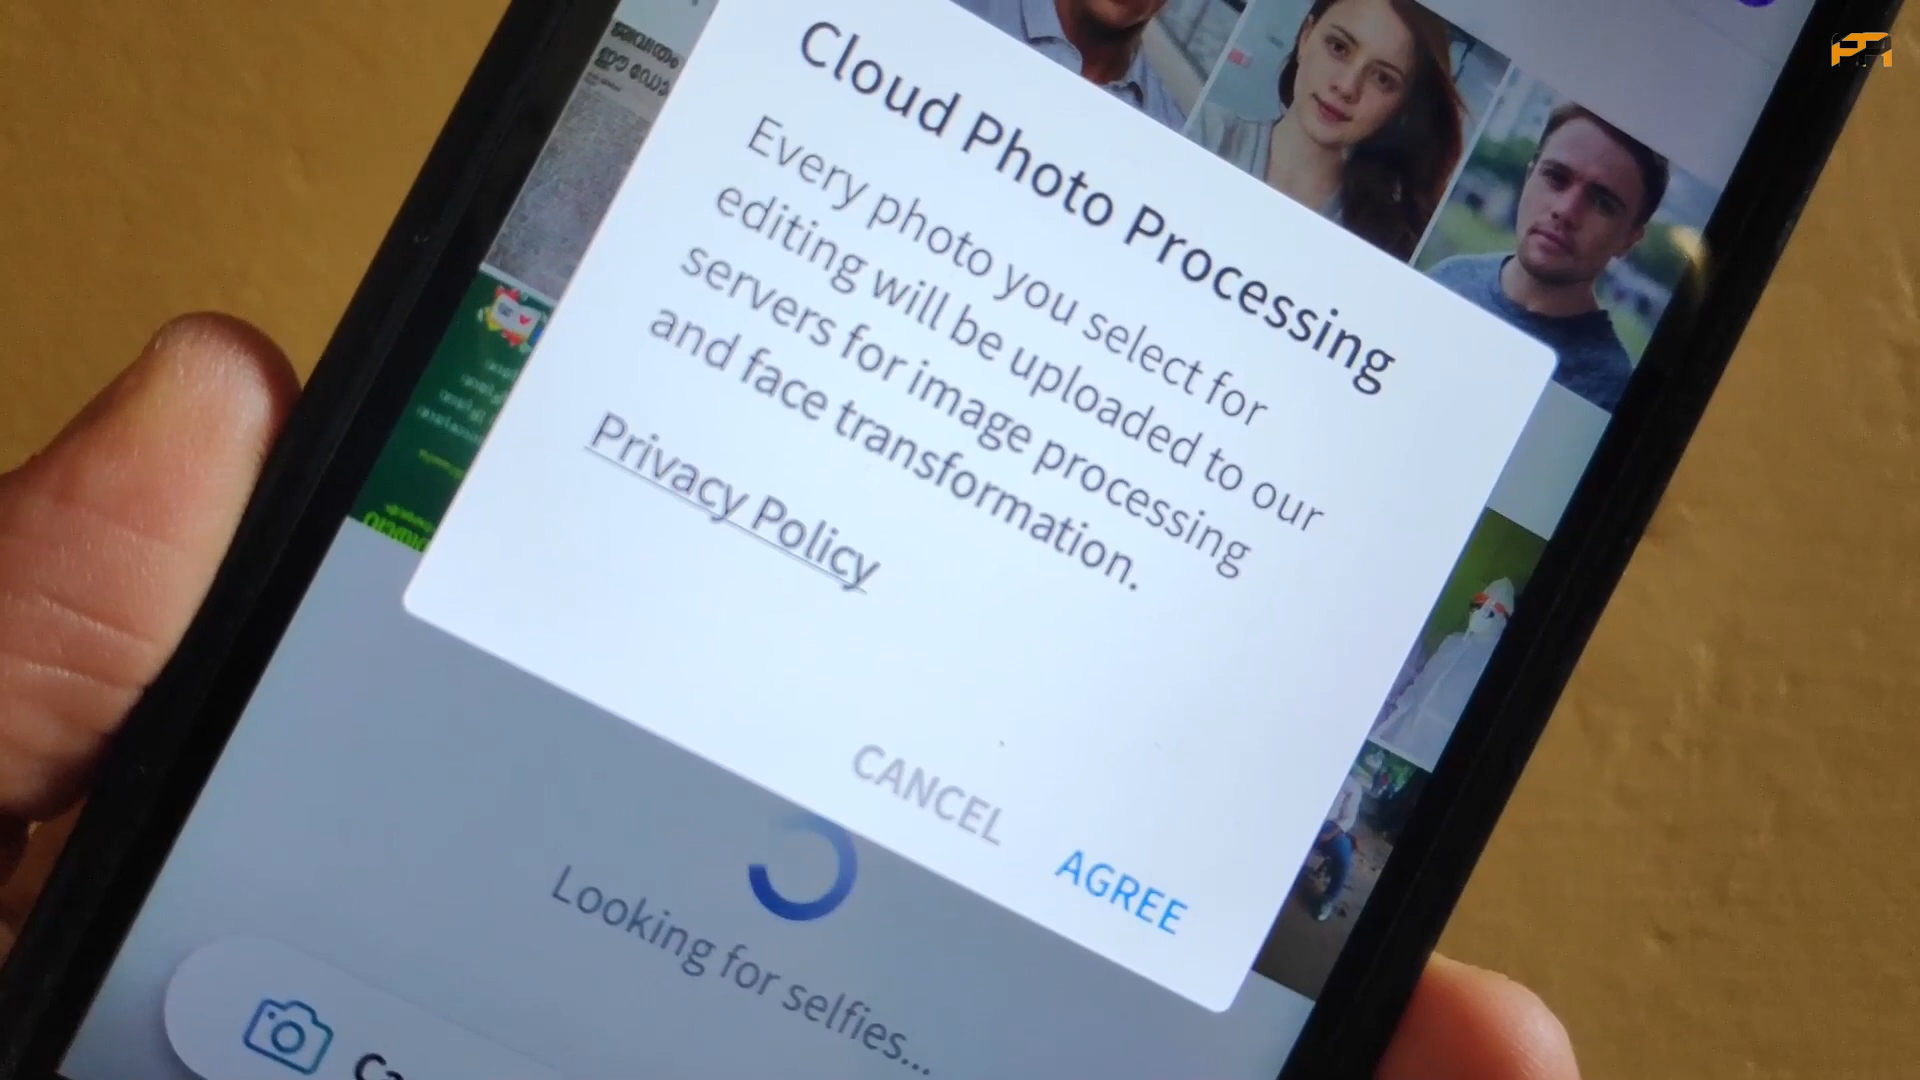 Cloud Photo Processing
Every photo you select for
editing will be uploaded to our
servers for image processing
and face transformation.
Privacy Policy
CANCEL
AGREE
Looking for selfies...